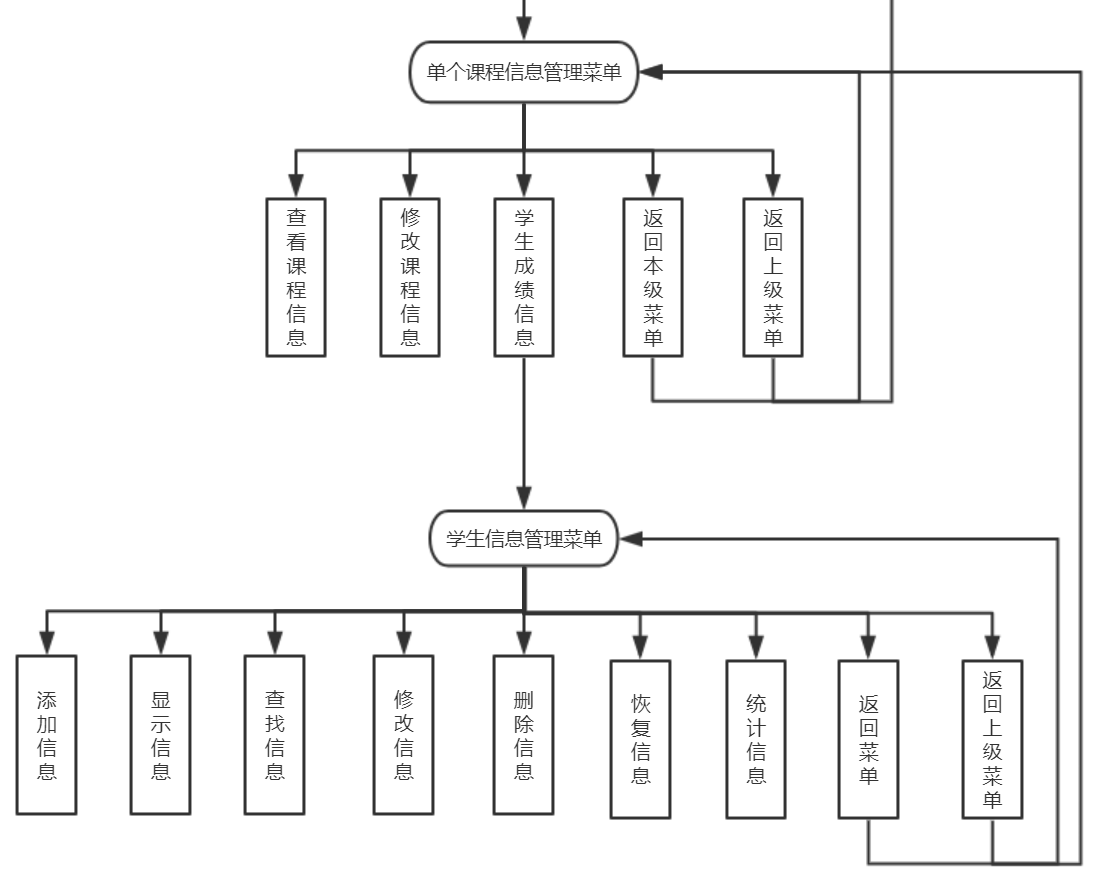 单个课程信息管理菜单
查看课程信息
修改课程信息
学生成绩信息
返回本级菜单
返回上级菜单
学生信息管理菜单
添加信息
显示信息
查找信息
修改信息
删除信息
恢复信息
统计信息
返回菜单
返回上级菜单